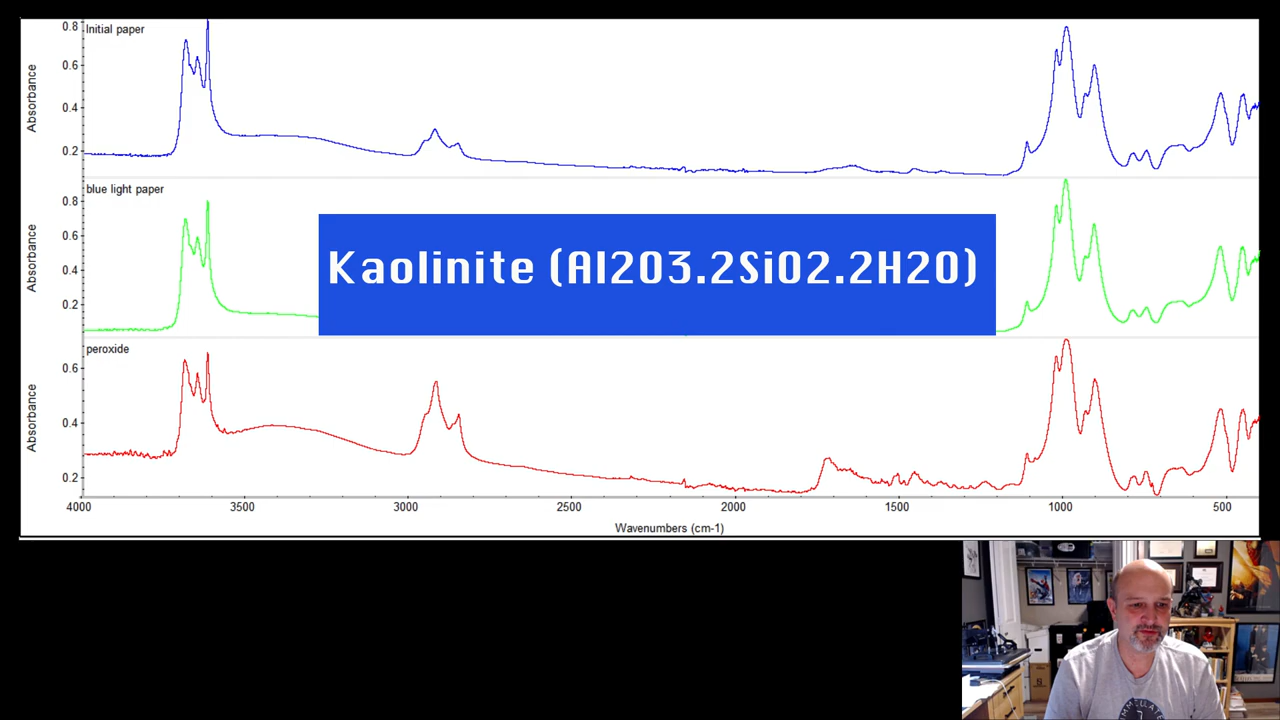 Initial paper
Absorbance
0.8
0.6
0.4
0.2
blue light paper
Absorbance
0.8
0.6
0.4
0.2
Kaolinite (Al2O3.2SiO2.2H2O)
peroxide
Absorbance
0.6
0.4
0.2
4000 3500 3000 2500 2000 1500 1000 500
Wavenumbers (cm-1)